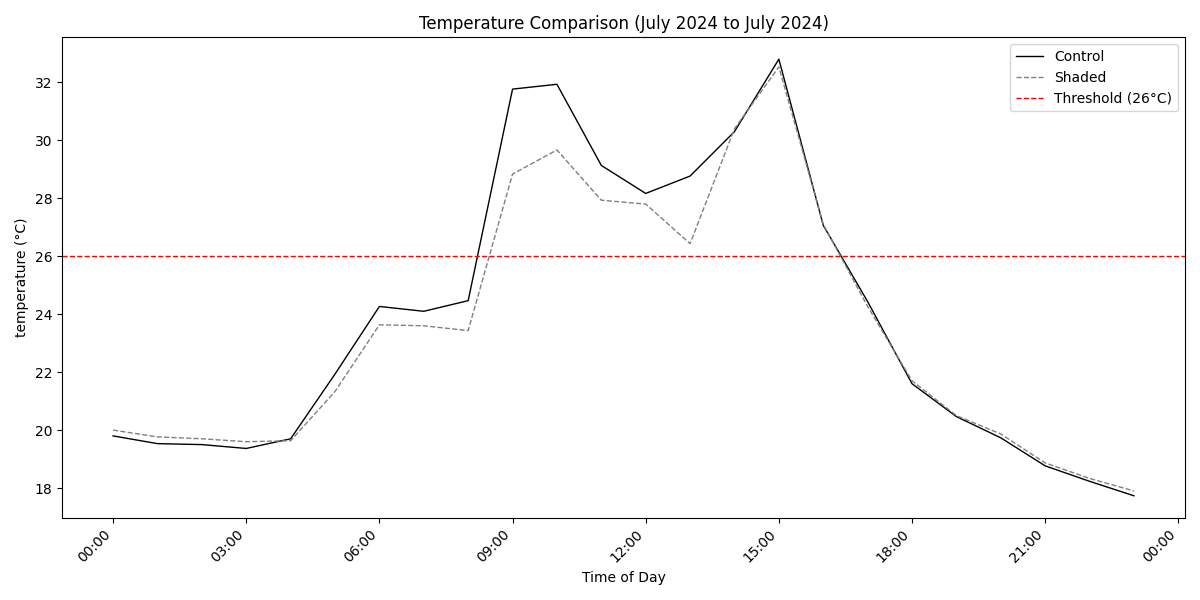 Temperature Comparison (July 2024 to July 2024)
Control
Shaded
Threshold (26°C)
temperature (°C)
32
30
28
26
24
22
20
18
00:00
03:00
06:00
09:00
12:00
15:00
18:00
21:00
00:00
Time of Day